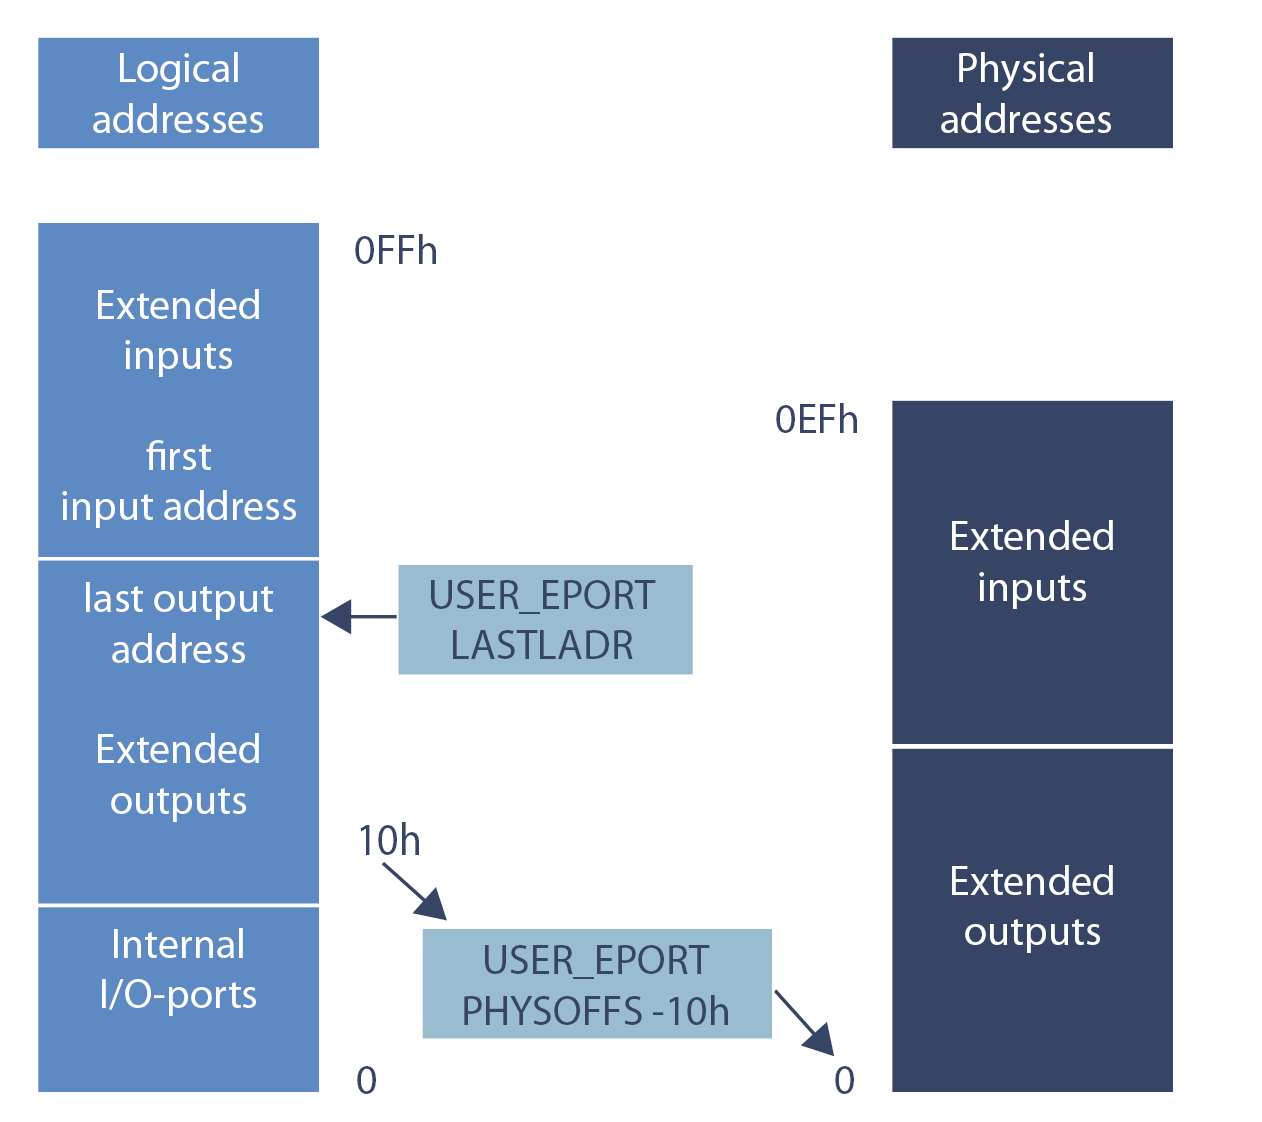 Logical
addresses
Physical
addresses
0FFh
Extended
inputs
first
input address
last output
address
Extended
outputs
Internal
I/O-ports
USER_EPORT
LASTLADR
10h
USER_EPORT
PHYSOFFS -10h
0
0
0EFh
Extended
inputs
Extended
outputs